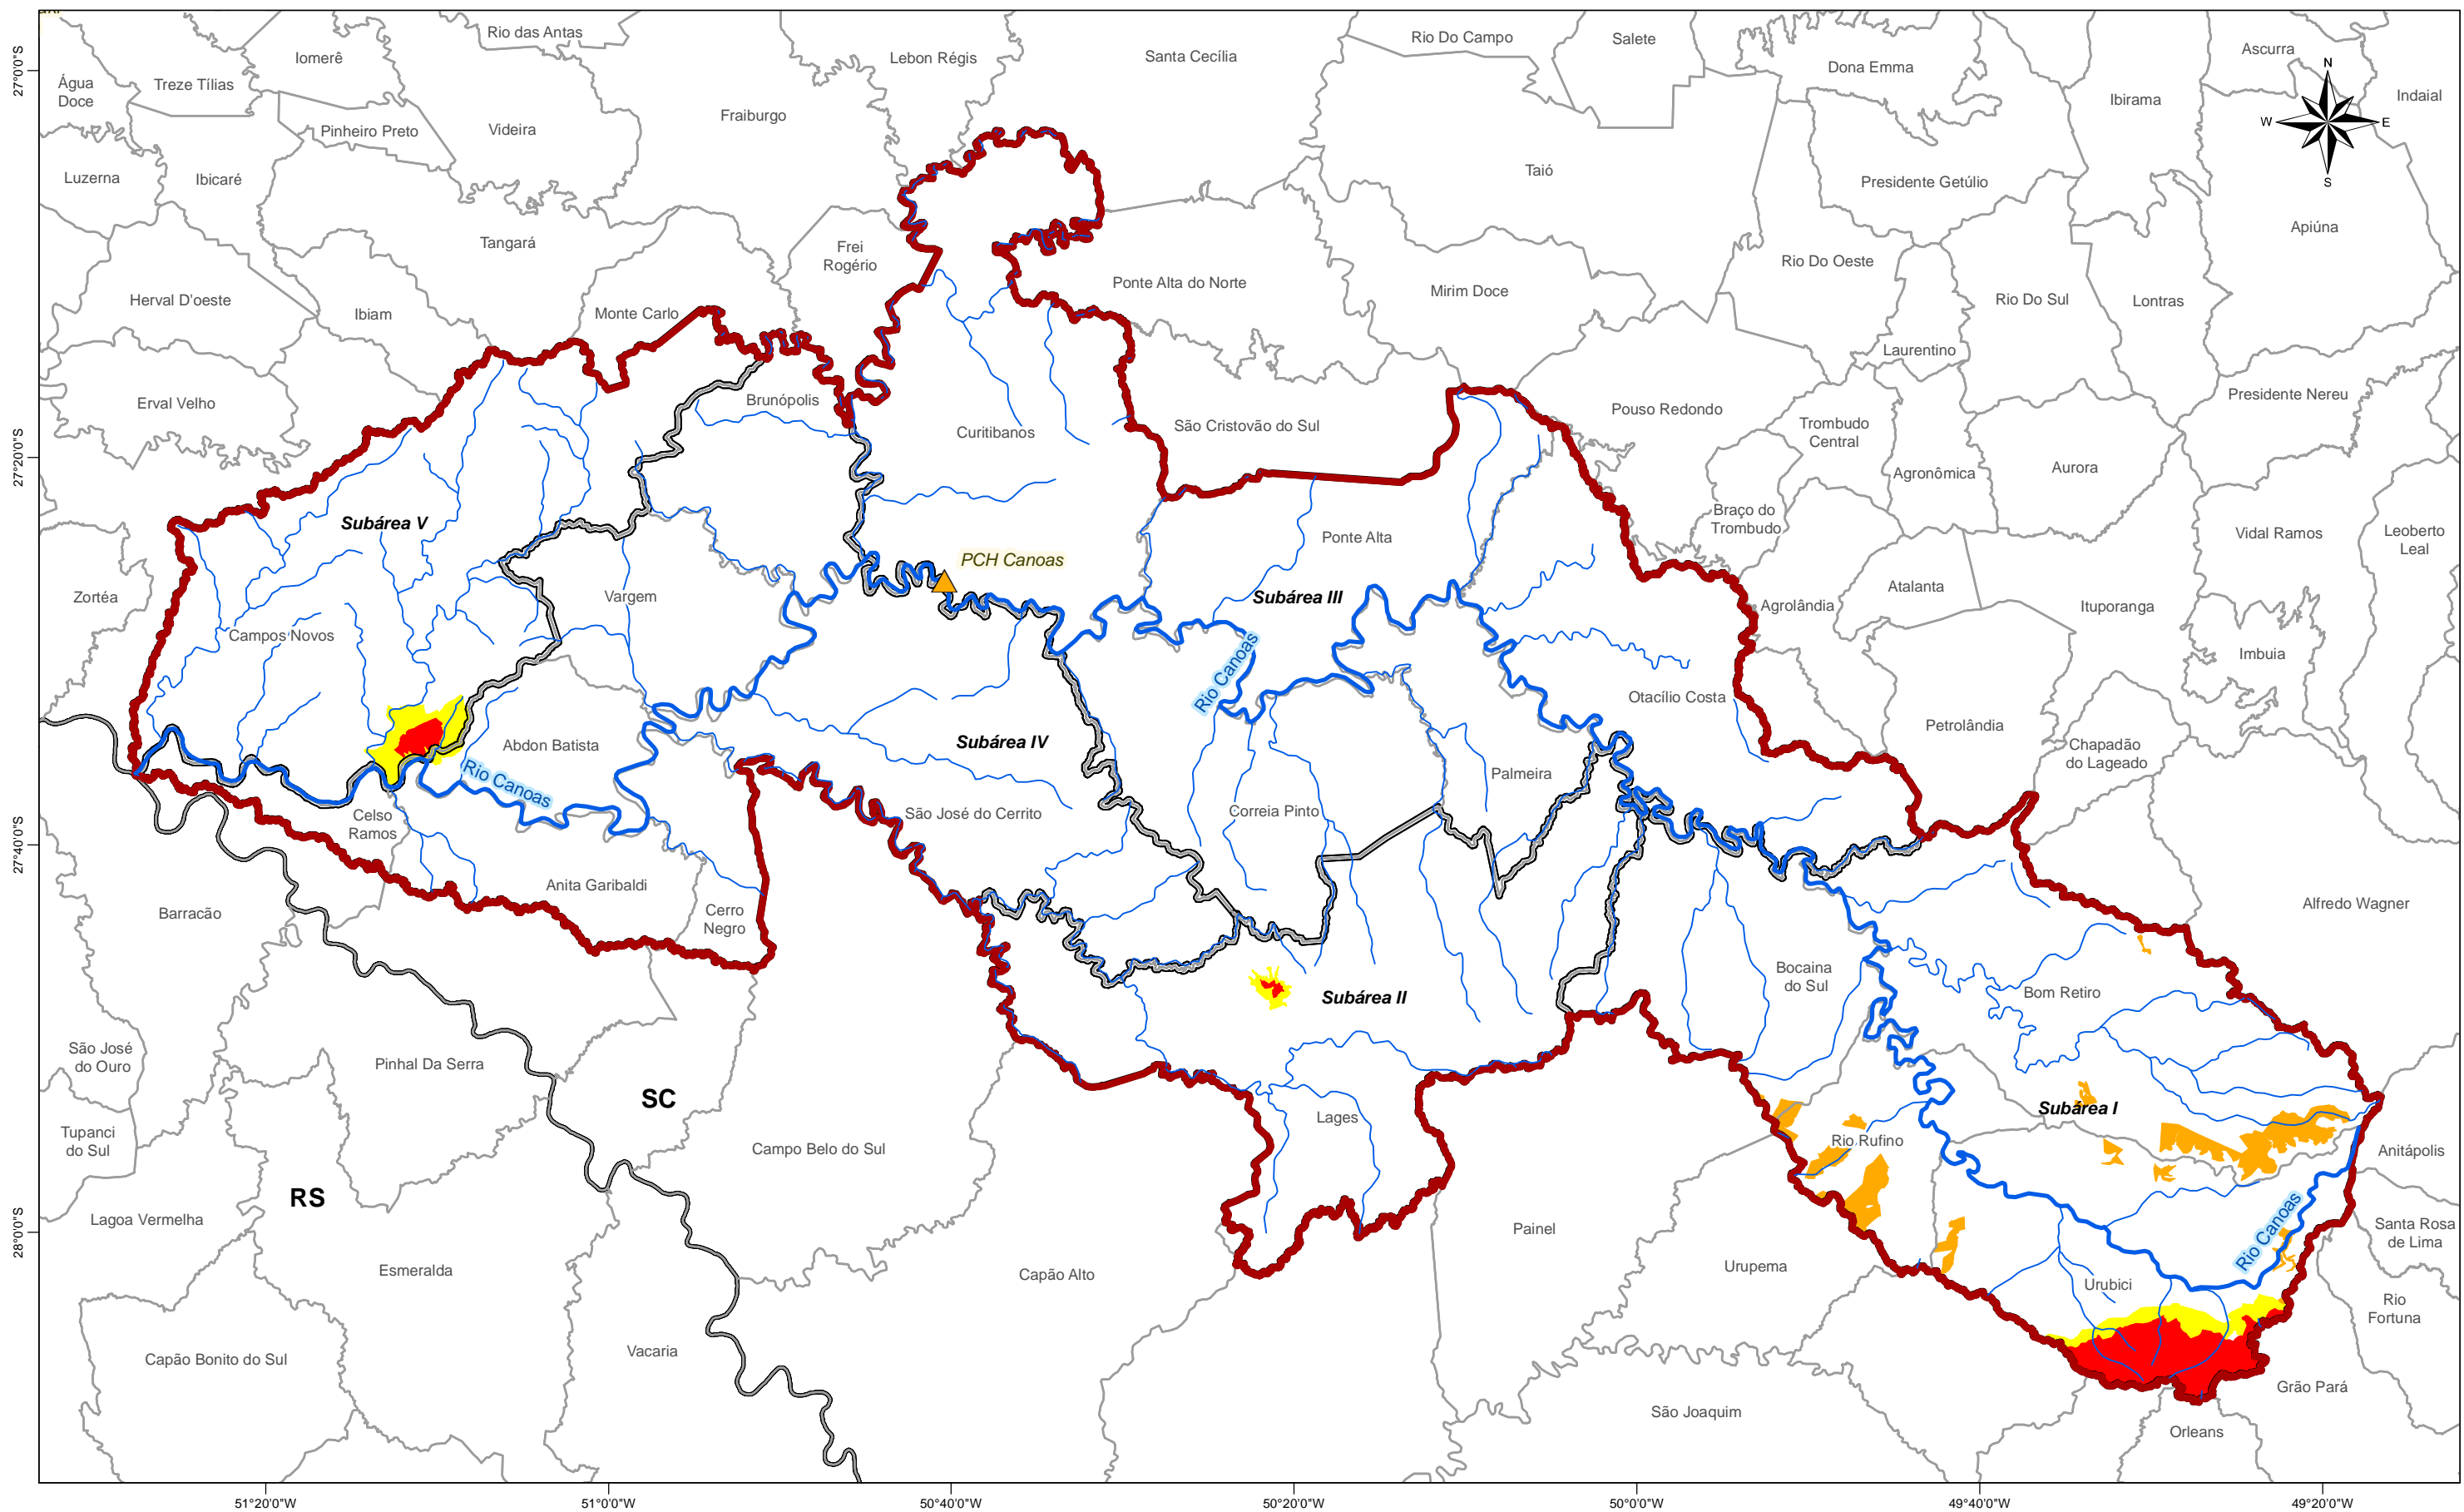 Rio das Antas
Iomerê
Treze Tílias
Água
Doce
Lebon Régis
Santa Cecília
Rio Do Campo
Salete
Dona Emma
Ascurra
Ibirama
Indaial
N
W
E
S
27°0'0"S
Pinheiro Preto
Videira
Fraiburgo
Luzerna
Ibicaré
Taió
Presidente Getúlio
Apiúna
Tangará
Frei
Rogério
Rio Do Oeste
Ponte Alta do Norte
Mirim Doce
Rio Do Sul
Lontras
Herval D'oeste
Ibiam
Monte Carlo
Laurentino
Erval Velho
Brunópolis
Curitibanos
São Cristovão do Sul
Pouso Redondo
Trombudo
Central
Presidente Nereu
27°20'0"S
Agronômica
Aurora
Subárea V
Ponte Alta
Braço do
Trombudo
Vidal Ramos
Leoberto
Leal
PCH Canoas
Zortéa
Vargem
Subárea III
Agrolândia
Atalanta
Ituporanga
Campos Novos
Imbuia
Rio Canoas
Otacílio Costa
Petrolândia
Abdon Batista
Subárea IV
Chapadão
do Lageado
Rio Canoas
Palmeira
Celso
Ramos
São José do Cerrito
Correia Pinto
27°40'0"S
Anita Garibaldi
Barracão
Cerro
Negro
Alfredo Wagner
Bocaina
do Sul
Bom Retiro
Subárea II
São José
do Ouro
Pinhal Da Serra
SC
Lages
Subárea I
Tupanci
do Sul
Campo Belo do Sul
Rio Rufino
Anitápolis
RS
Lagoa Vermelha
Painel
Rio Canoas
Santa Rosa
de Lima
28°0'0"S
Esmeralda
Capão Alto
Urupema
Urubici
Rio
Fortuna
Capão Bonito do Sul
Vacaria
Grão Pará
São Joaquim
Orleans
51°20'0"W
51°0'0"W
50°40'0"W
50°20'0"W
50°0'0"W
49°40'0"W
49°20'0"W